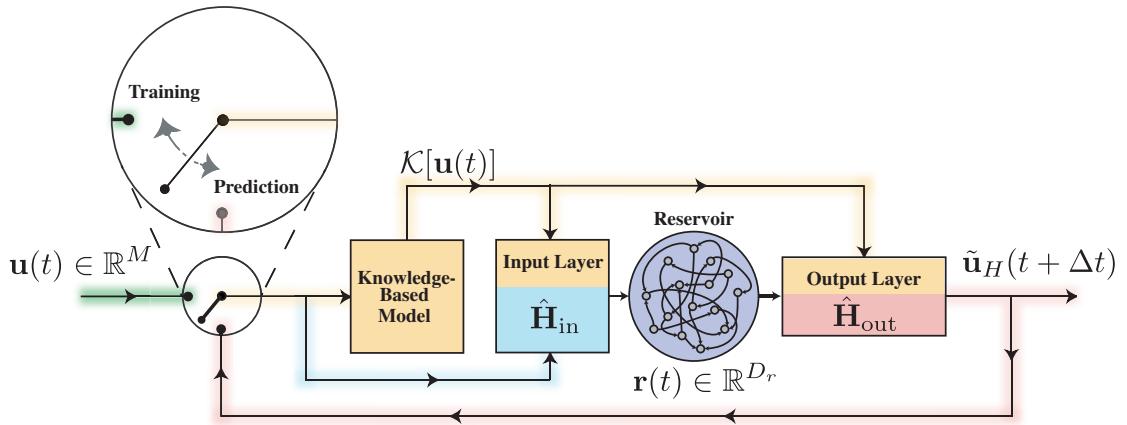 Training
Prediction
𝒦[𝐮(t)]
Reservoir
𝐮(t) ∈ ℝ^M
Knowledge-
Based
Model
Input Layer
Ĥ_in
Output Layer
Ĥ_out
ũ_H(t + Δt)
𝐫(t) ∈ ℝ^{D_r}